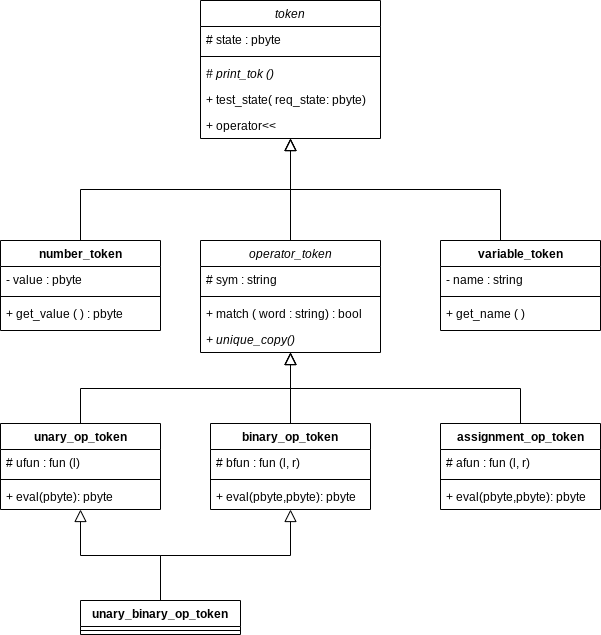 token
# state : pbyte
# print_tok ()
+ test_state( req_state: pbyte)
+ operator<<
number_token
- value : pbyte
+ get_value ( ) : pbyte
operator_token
# sym : string
+ match ( word : string) : bool
+ unique_copy()
variable_token
- name : string
+ get_name ( )
unary_op_token
# ufun : fun (l)
+ eval(pbyte): pbyte
binary_op_token
# bfun : fun (l, r)
+ eval(pbyte,pbyte): pbyte
assignment_op_token
# afun : fun (l, r)
+ eval(pbyte,pbyte): pbyte
unary_binary_op_token